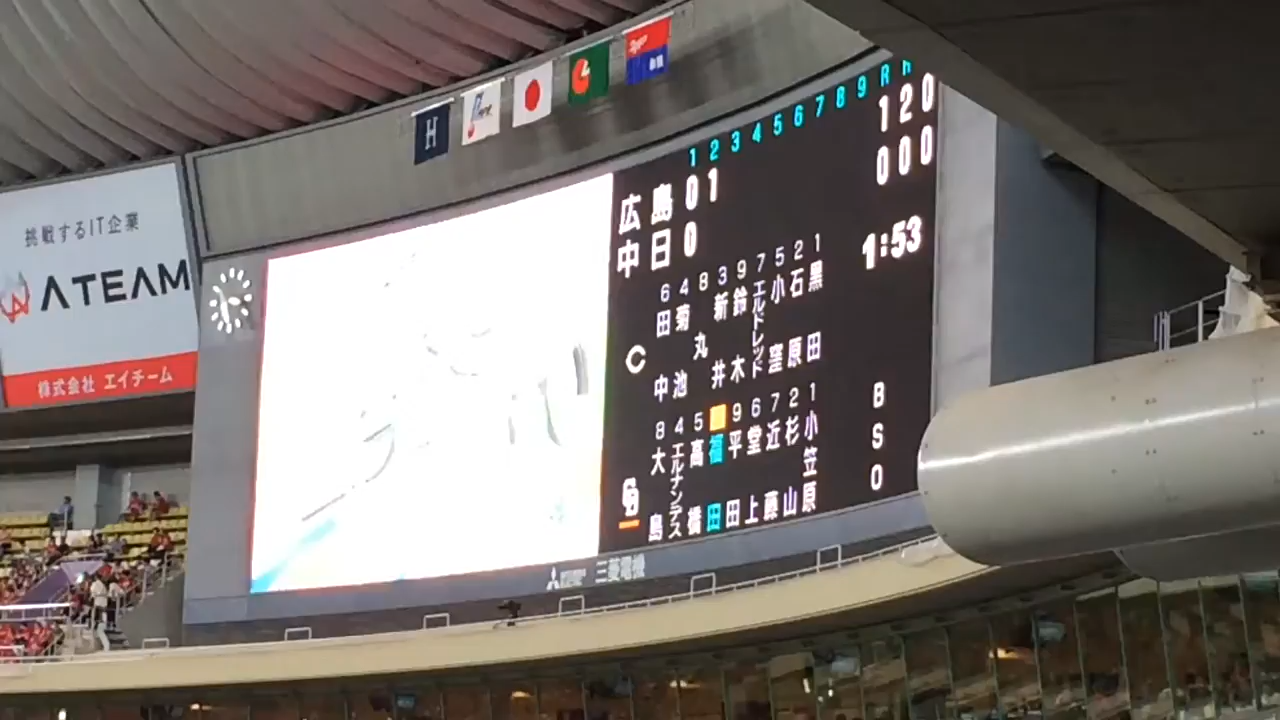 H
挑戦するIT企業
ATEAM
株式会社 エイチーム
1 2 3 4 5 6 7 8 9 R H
広島 0 1 1 2 0
中日 0 0 0 0
1:53
6 4 8 3 9 7 5 2 1
C
田中
菊池
丸
新井
鈴木
エルドレッド
小窪
石原
黒田
8 4 5 9 6 7 2 1
大島
エルナンデス
高橋
福田
平田
堂上
近藤
杉山
小笠原
B
S
O
三菱電機